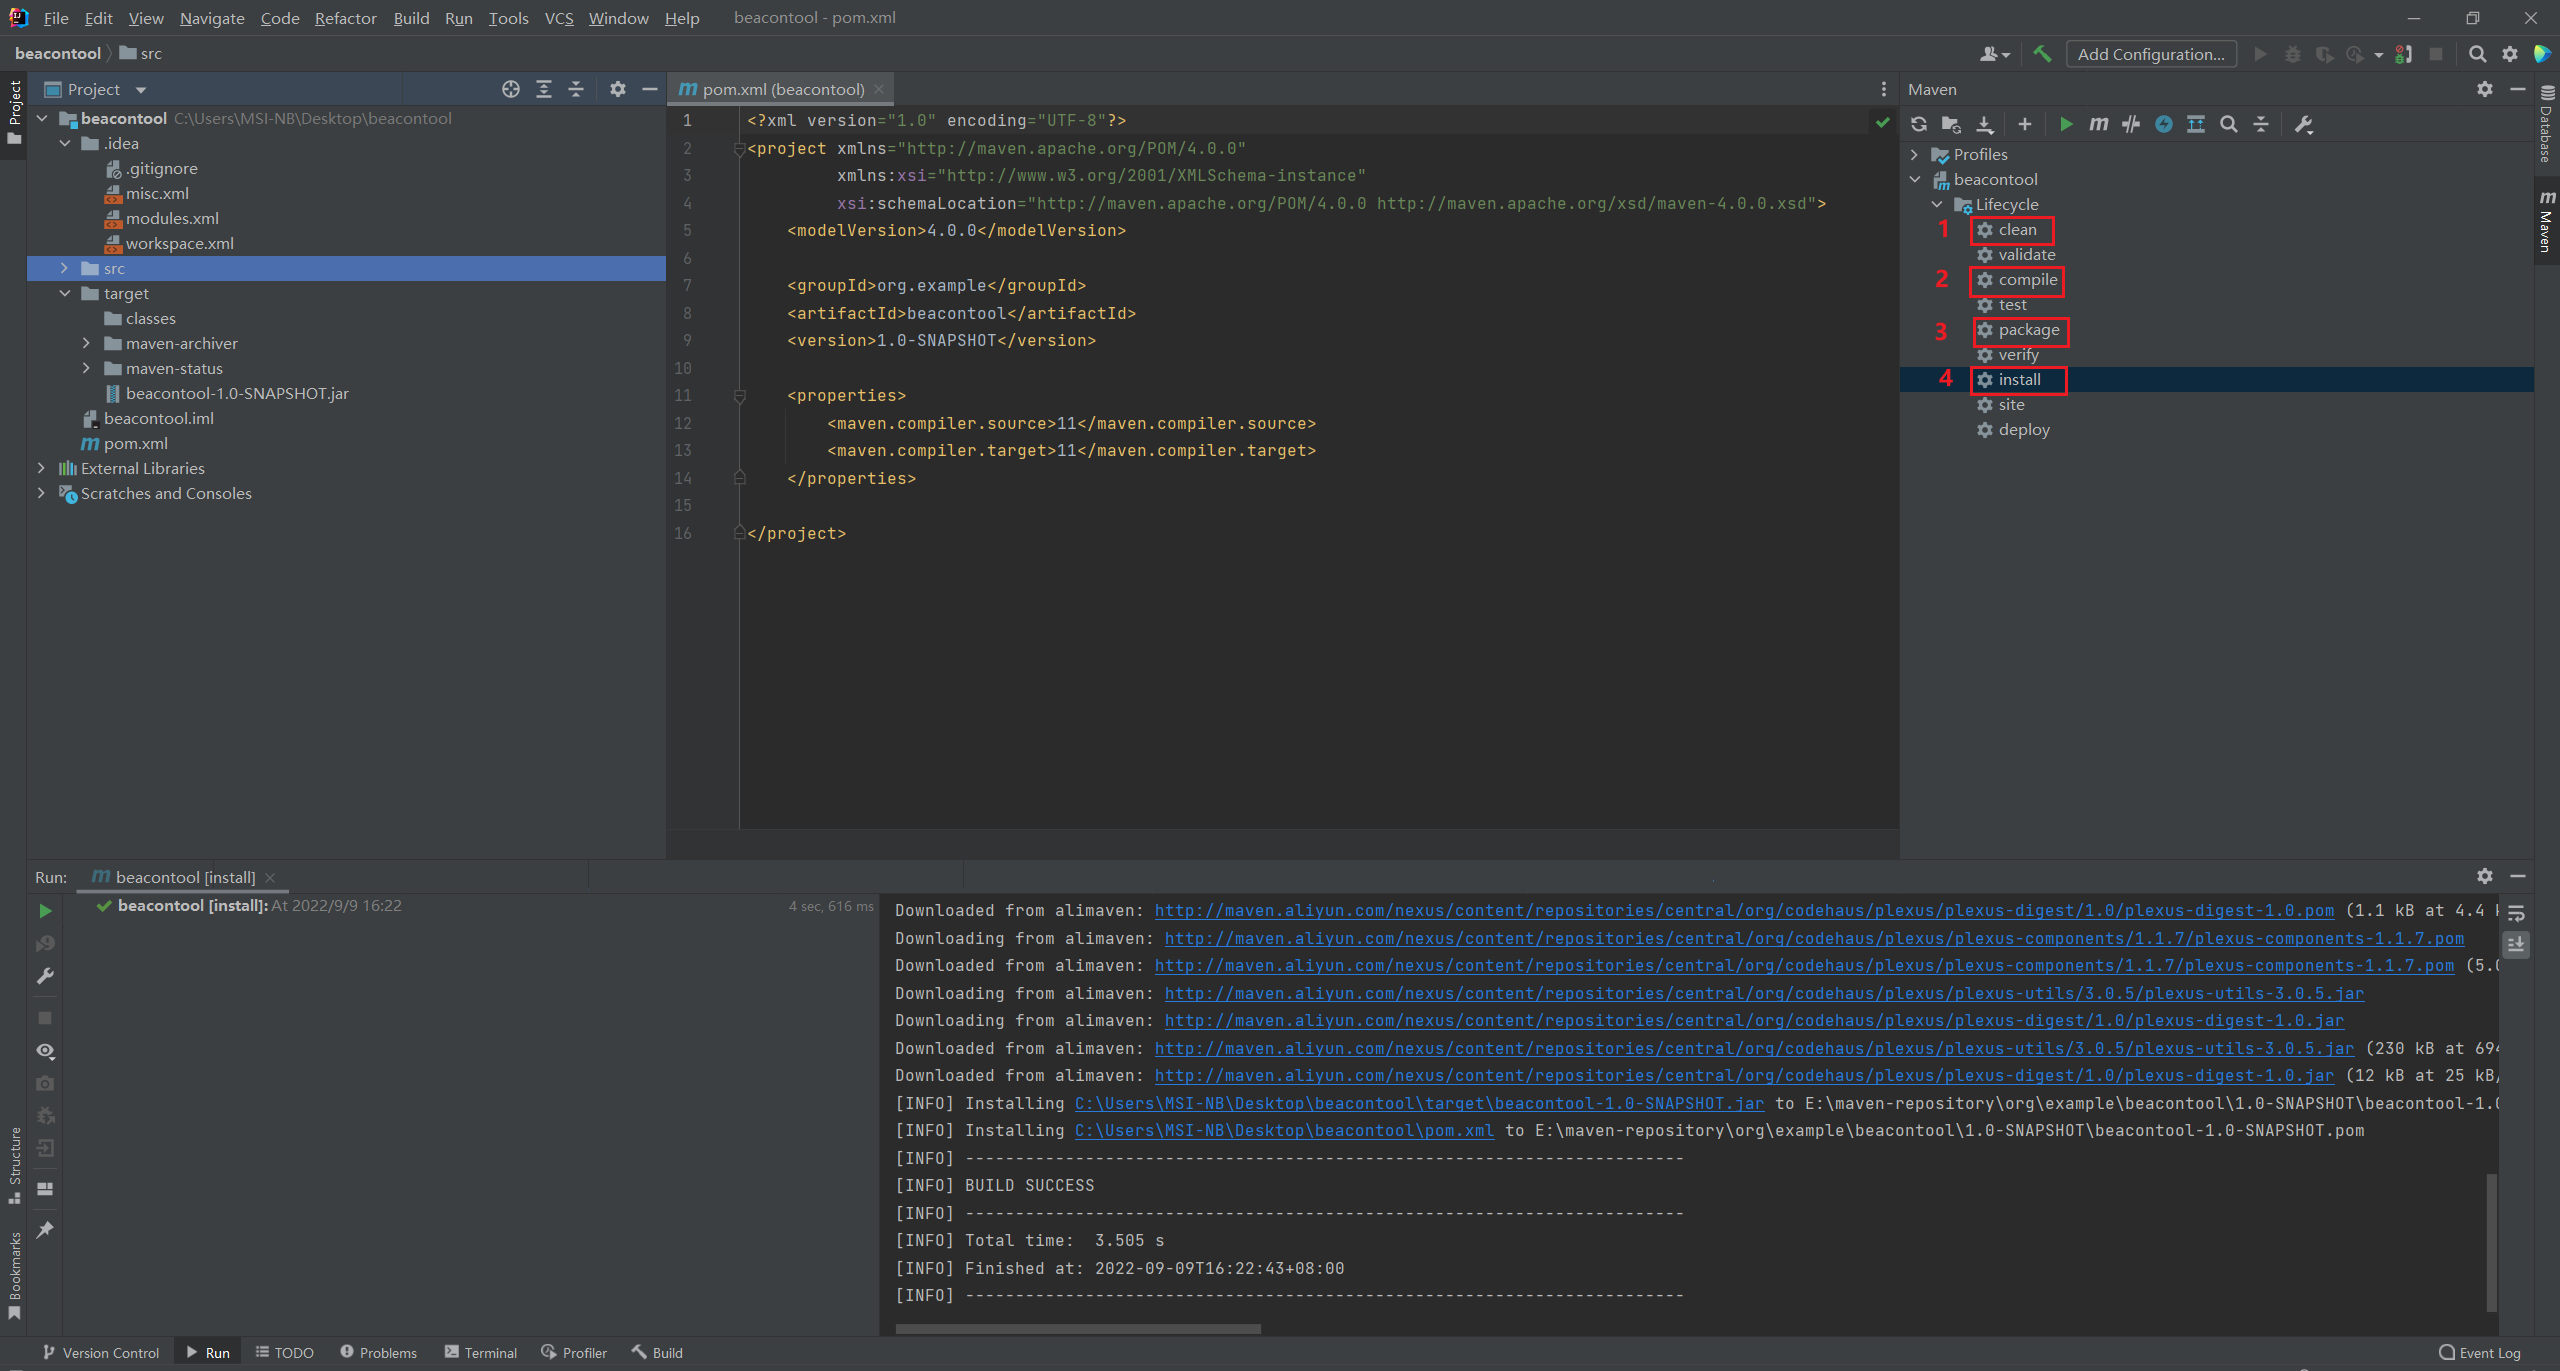 File Edit View Navigate Code Refactor Build Run Tools VCS Window Help beacontool - pom.xml
beacontool src Add Configuration...
Project
Project
beacontool C:\Users\MSI-NB\Desktop\beacontool
.idea
.gitignore
misc.xml
modules.xml
workspace.xml
src
target
classes
maven-archiver
maven-status
beacontool-1.0-SNAPSHOT.jar
beacontool.iml
pom.xml
External Libraries
Scratches and Consoles
pom.xml (beacontool)
1 <?xml version="1.0" encoding="UTF-8"?>
2 <project xmlns="http://maven.apache.org/POM/4.0.0"
3 xmlns:xsi="http://www.w3.org/2001/XMLSchema-instance"
4 xsi:schemaLocation="http://maven.apache.org/POM/4.0.0 http://maven.apache.org/xsd/maven-4.0.0.xsd">
5 <modelVersion>4.0.0</modelVersion>
6
7 <groupId>org.example</groupId>
8 <artifactId>beacontool</artifactId>
9 <version>1.0-SNAPSHOT</version>
10
11 <properties>
12 <maven.compiler.source>11</maven.compiler.source>
13 <maven.compiler.target>11</maven.compiler.target>
14 </properties>
15
16 </project>
Maven
Profiles
beacontool
Lifecycle
1 clean
validate
2 compile
test
3 package
verify
4 install
site
deploy
Database
Maven
Run: beacontool [install]
beacontool [install]: At 2022/9/9 16:22 4 sec, 616 ms
Downloaded from alimaven: http://maven.aliyun.com/nexus/content/repositories/central/org/codehaus/plexus/plexus-digest/1.0/plexus-digest-1.0.pom (1.1 kB at 4.4 k
Downloading from alimaven: http://maven.aliyun.com/nexus/content/repositories/central/org/codehaus/plexus/plexus-components/1.1.7/plexus-components-1.1.7.pom
Downloaded from alimaven: http://maven.aliyun.com/nexus/content/repositories/central/org/codehaus/plexus/plexus-components/1.1.7/plexus-components-1.1.7.pom (5.0
Downloading from alimaven: http://maven.aliyun.com/nexus/content/repositories/central/org/codehaus/plexus/plexus-utils/3.0.5/plexus-utils-3.0.5.jar
Downloading from alimaven: http://maven.aliyun.com/nexus/content/repositories/central/org/codehaus/plexus/plexus-digest/1.0/plexus-digest-1.0.jar
Downloaded from alimaven: http://maven.aliyun.com/nexus/content/repositories/central/org/codehaus/plexus/plexus-utils/3.0.5/plexus-utils-3.0.5.jar (230 kB at 694
Downloaded from alimaven: http://maven.aliyun.com/nexus/content/repositories/central/org/codehaus/plexus/plexus-digest/1.0/plexus-digest-1.0.jar (12 kB at 25 kB/
[INFO] Installing C:\Users\MSI-NB\Desktop\beacontool\target\beacontool-1.0-SNAPSHOT.jar to E:\maven-repository\org\example\beacontool\1.0-SNAPSHOT\beacontool-1.0
[INFO] Installing C:\Users\MSI-NB\Desktop\beacontool\pom.xml to E:\maven-repository\org\example\beacontool\1.0-SNAPSHOT\beacontool-1.0-SNAPSHOT.pom
[INFO] ------------------------------------------------------------------------
[INFO] BUILD SUCCESS
[INFO] ------------------------------------------------------------------------
[INFO] Total time:  3.505 s
[INFO] Finished at: 2022-09-09T16:22:43+08:00
[INFO] ------------------------------------------------------------------------
Structure
Bookmarks
Version Control Run TODO Problems Terminal Profiler Build Event Log